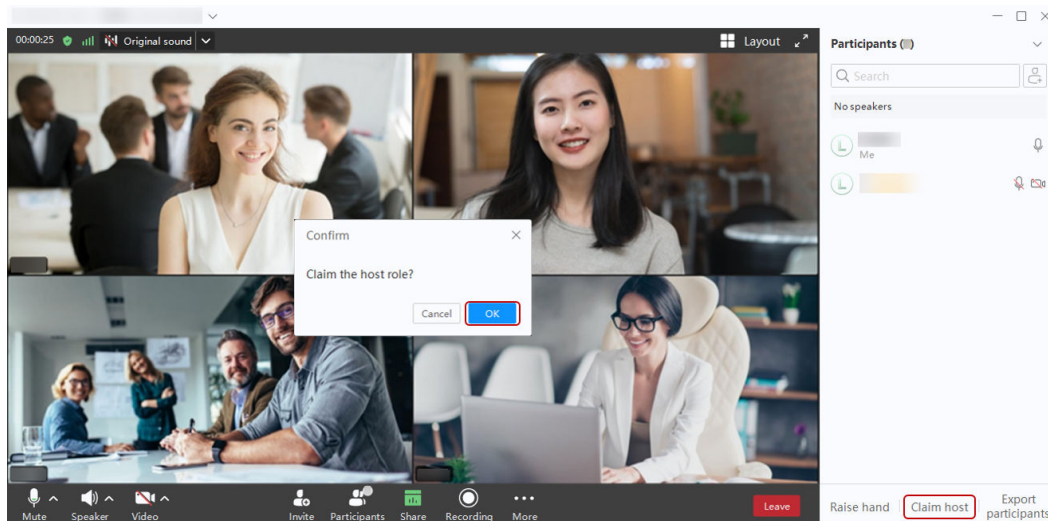 00:00:25
Original sound
Layout
Participants ( )
Search
No speakers
L
Me
L
Confirm
Claim the host role?
Cancel
OK
Mute
Speaker
Video
Invite
Participants
Share
Recording
More
Leave
Raise hand
Claim host
Export
participants